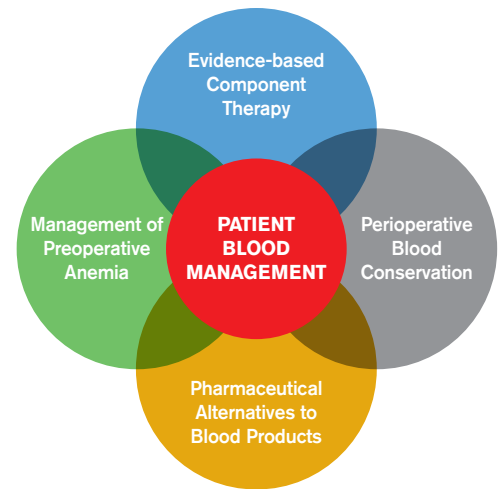 Evidence-based
Component
Therapy
Management of
Preoperative
Anemia
PATIENT
BLOOD
MANAGEMENT
Perioperative
Blood
Conservation
Pharmaceutical
Alternatives to
Blood Products